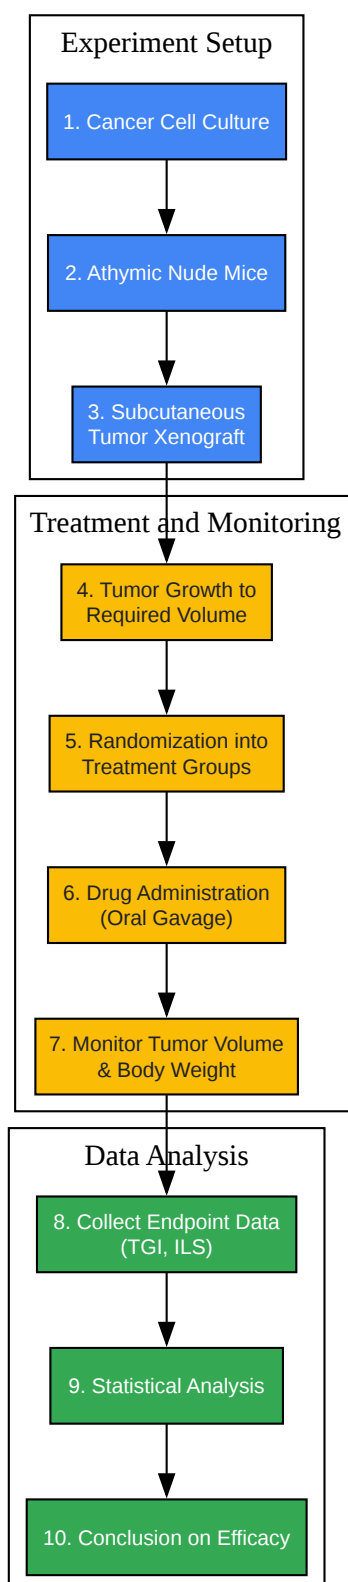 Experiment Setup
1. Cancer Cell Culture
2. Athymic Nude Mice
3. Subcutaneous
Tumor Xenograft
Treatment and Monitoring
4. Tumor Growth to
Required Volume
5. Randomization into
Treatment Groups
6. Drug Administration
(Oral Gavage)
7. Monitor Tumor Volume
& Body Weight
Data Analysis
8. Collect Endpoint Data
(TGI, ILS)
9. Statistical Analysis
10. Conclusion on Efficacy